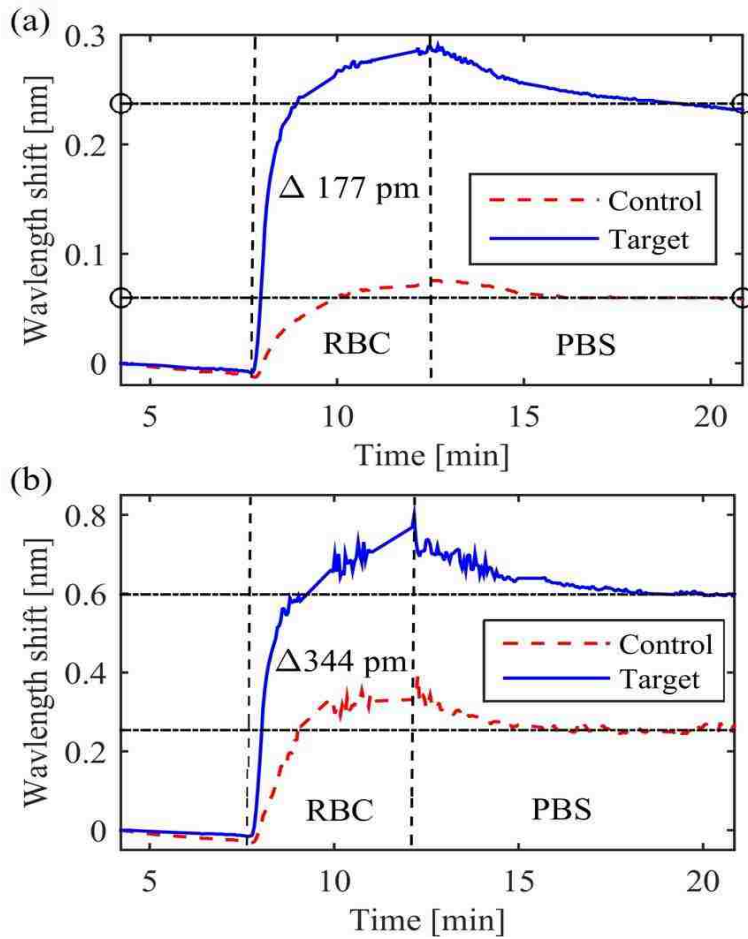 (a)
Wavlength shift [nm]
0.3
0.2
0.1
0
Δ 177 pm
Control
Target
RBC
PBS
5
10
15
20
Time [min]
(b)
Wavlength shift [nm]
0.8
0.6
0.4
0.2
0
Δ344 pm
Control
Target
RBC
PBS
5
10
15
20
Time [min]